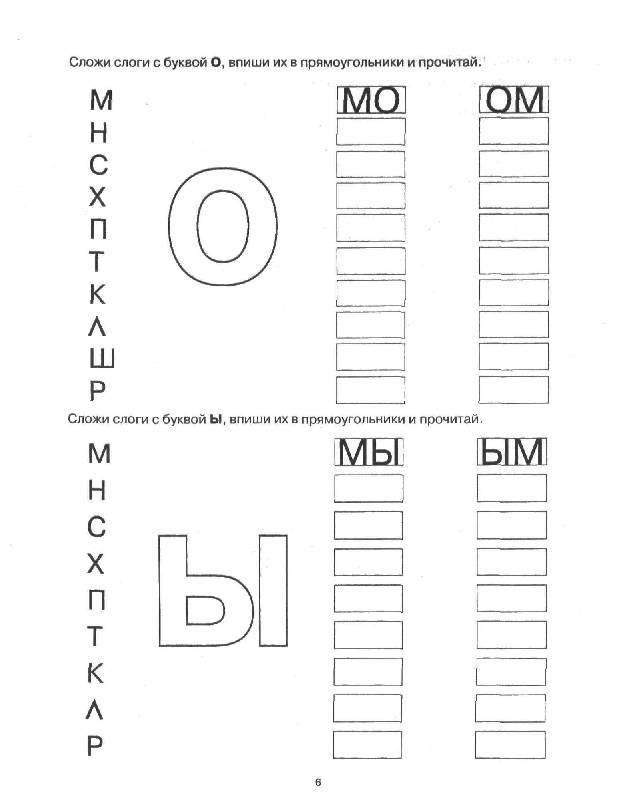 Сложи слоги с буквой О, впиши их в прямоугольники и прочитай.
М МО ОМ
Н
С
Х
О
П
Т
К
Л
Ш
Р
Сложи слоги с буквой Ы, впиши их в прямоугольники и прочитай.
М МЫ ЫМ
Н
С
Х
Ы
П
Т
К
Л
Р
6